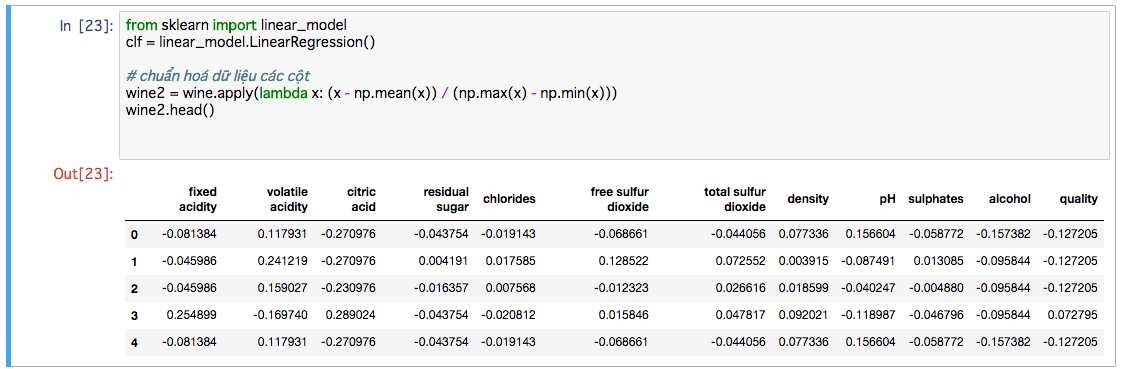 In [23]:
from sklearn import linear_model
clf = linear_model.LinearRegression()
# chuẩn hoá dữ liệu các cột
wine2 = wine.apply(lambda x: (x - np.mean(x)) / (np.max(x) - np.min(x)))
wine2.head()
Out[23]:
fixed acidity volatile acidity citric acid residual sugar chlorides free sulfur dioxide total sulfur dioxide density pH sulphates alcohol quality
0 -0.081384 0.117931 -0.270976 -0.043754 -0.019143 -0.068661 -0.044056 0.077336 0.156604 -0.058772 -0.157382 -0.127205
1 -0.045986 0.241219 -0.270976 0.004191 0.017585 0.128522 0.072552 0.003915 -0.087491 0.013085 -0.095844 -0.127205
2 -0.045986 0.159027 -0.230976 -0.016357 0.007568 -0.012323 0.026616 0.018599 -0.040247 -0.004880 -0.095844 -0.127205
3 0.254899 -0.169740 0.289024 -0.043754 -0.020812 0.015846 0.047817 0.092021 -0.118987 -0.046796 -0.095844 0.072795
4 -0.081384 0.117931 -0.270976 -0.043754 -0.019143 -0.068661 -0.044056 0.077336 0.156604 -0.058772 -0.157382 -0.127205